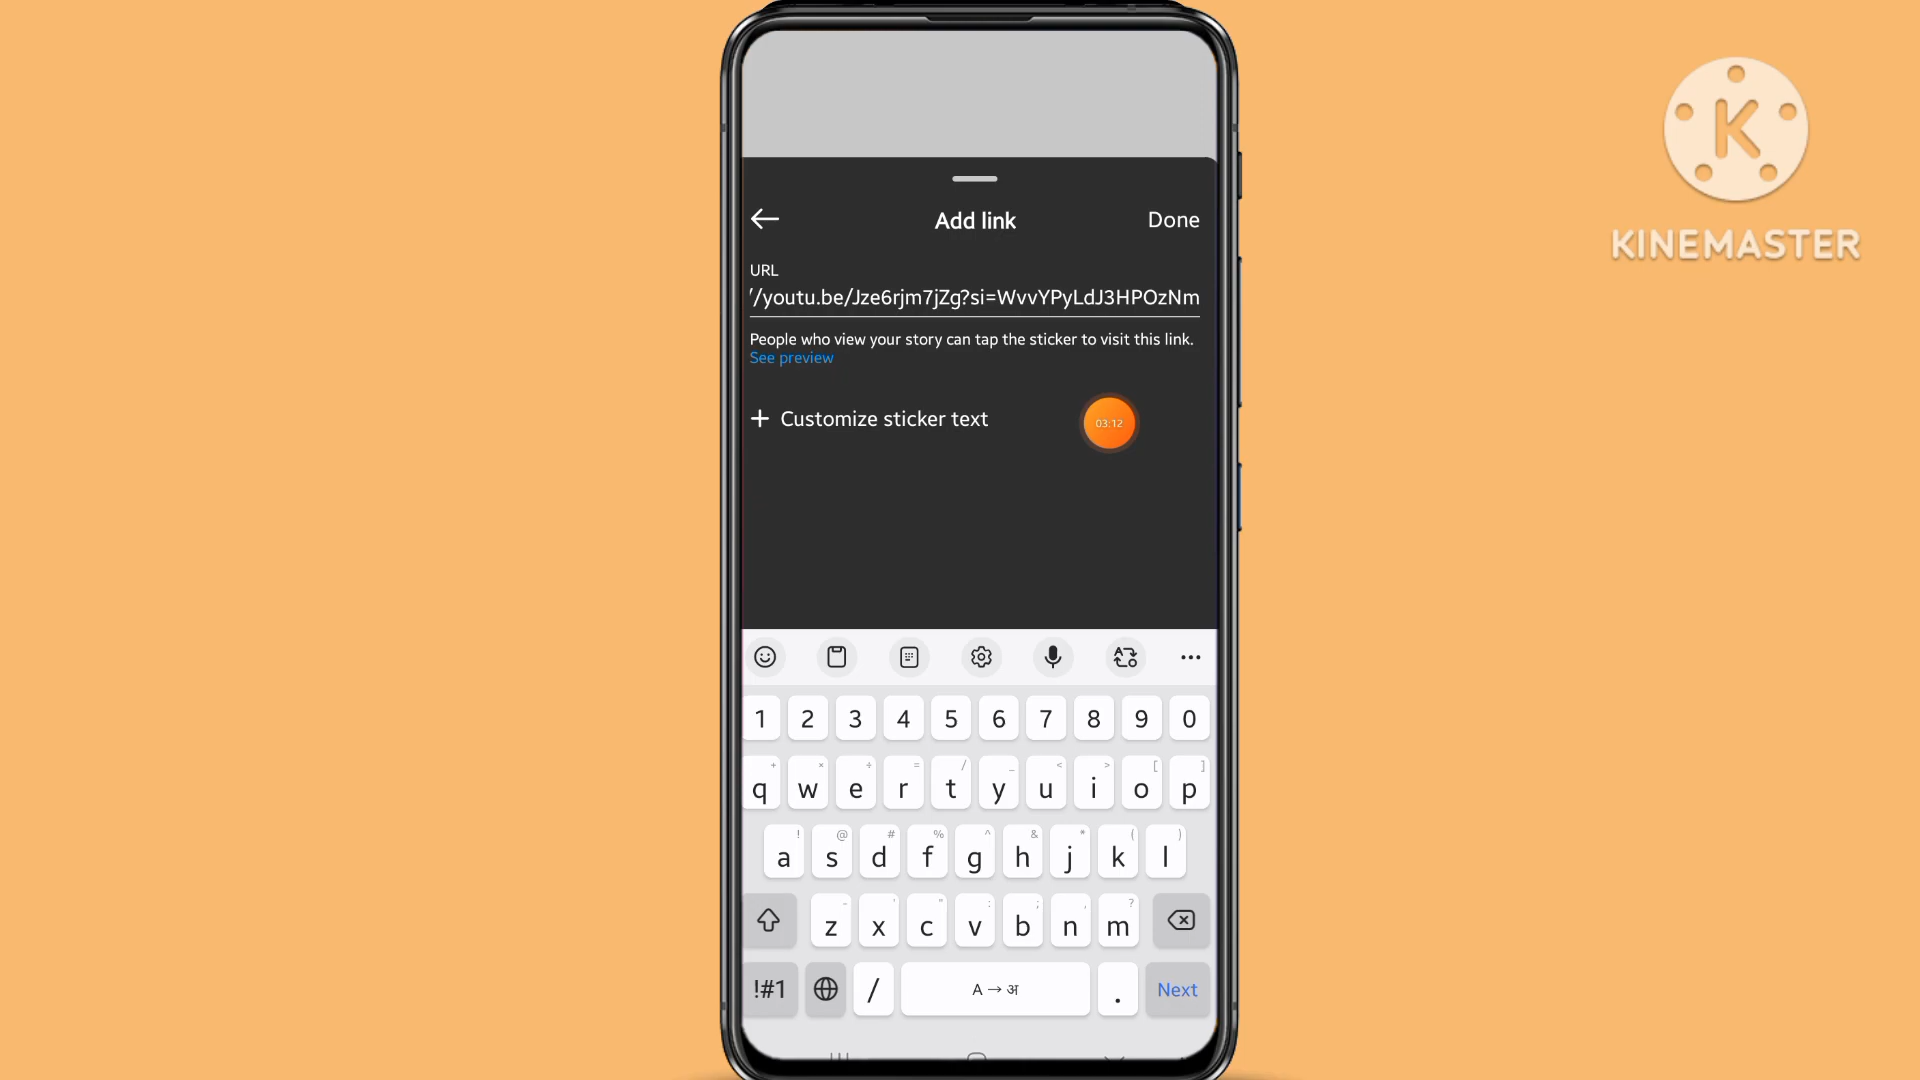 Add link
Done
URL
//youtu.be/Jze6rjm7jZg?si=WvvYPyLdJ3HPOzNm
People who view your story can tap the sticker to visit this link.
See preview
+ Customize sticker text
03:12
K
KINEMASTER
1 2 3 4 5 6 7 8 9 0
+ × ÷ = / _ < > [ ]
q w e r t y u i o p
! @ # % ^ & * ( )
a s d f g h j k l
- ' " : ; , ?
z x c v b n m
!#1 / A → अ . Next